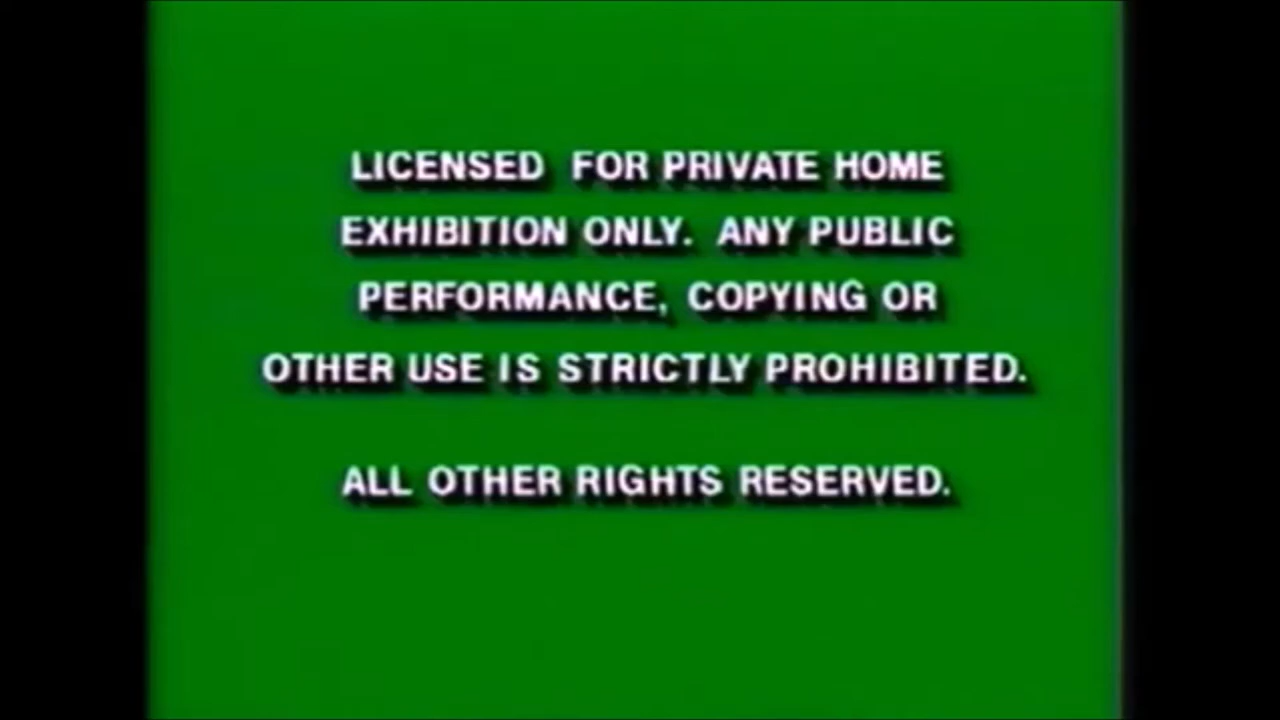 LICENSED FOR PRIVATE HOME
EXHIBITION ONLY. ANY PUBLIC
PERFORMANCE, COPYING OR
OTHER USE IS STRICTLY PROHIBITED.
ALL OTHER RIGHTS RESERVED.